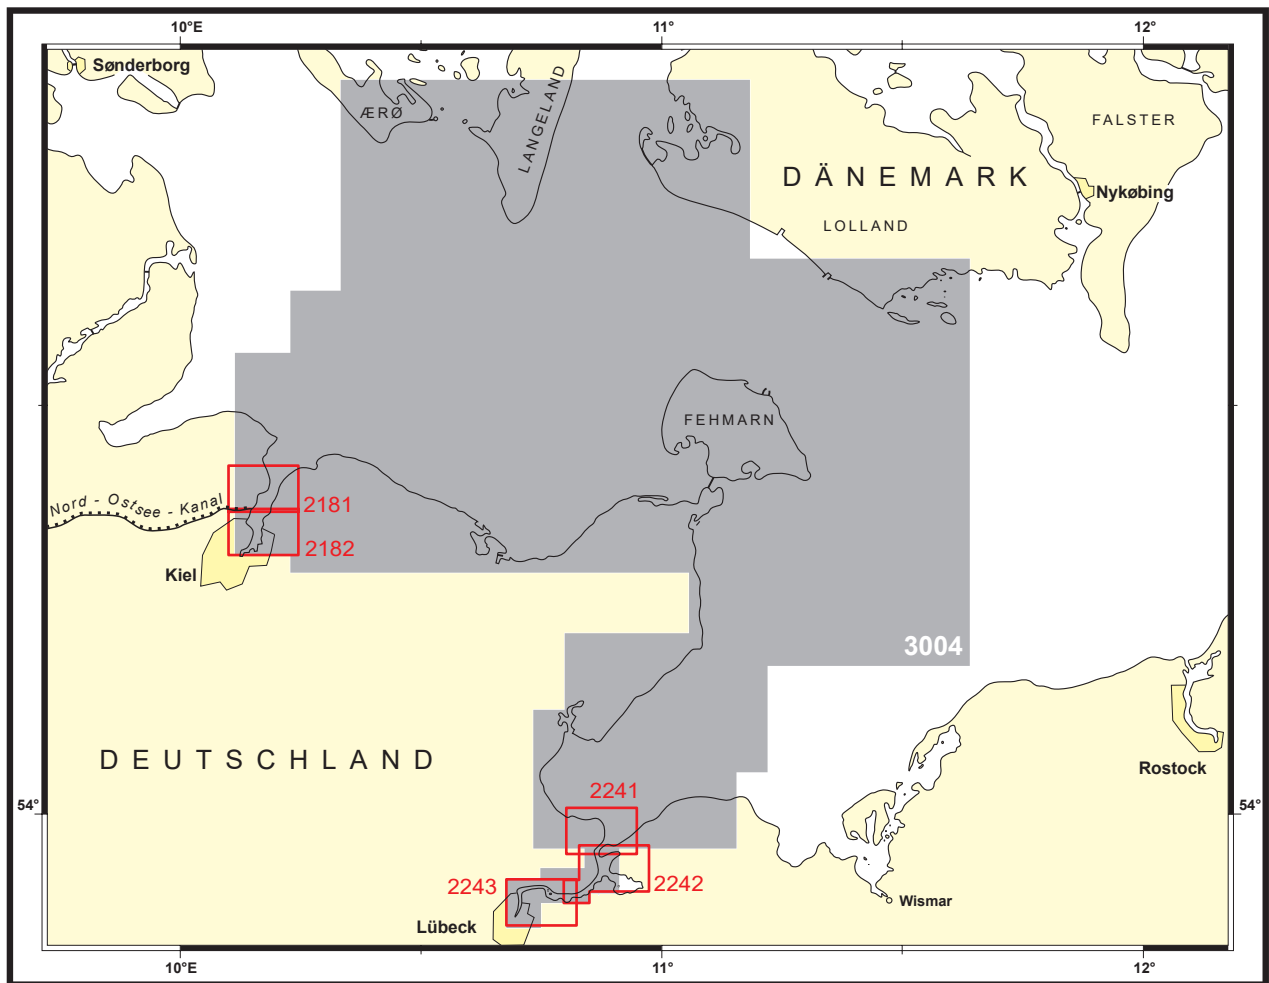 10°E
11°
12°
Sønderborg
ÆRØ
LANGELAND
FALSTER
DÄNEMARK
Nykøbing
LOLLAND
FEHMARN
Nord - Ostsee - Kanal
2181
2182
Kiel
3004
DEUTSCHLAND
Rostock
2241
54°
54°
2243
2242
Wismar
Lübeck
10°E
11°
12°